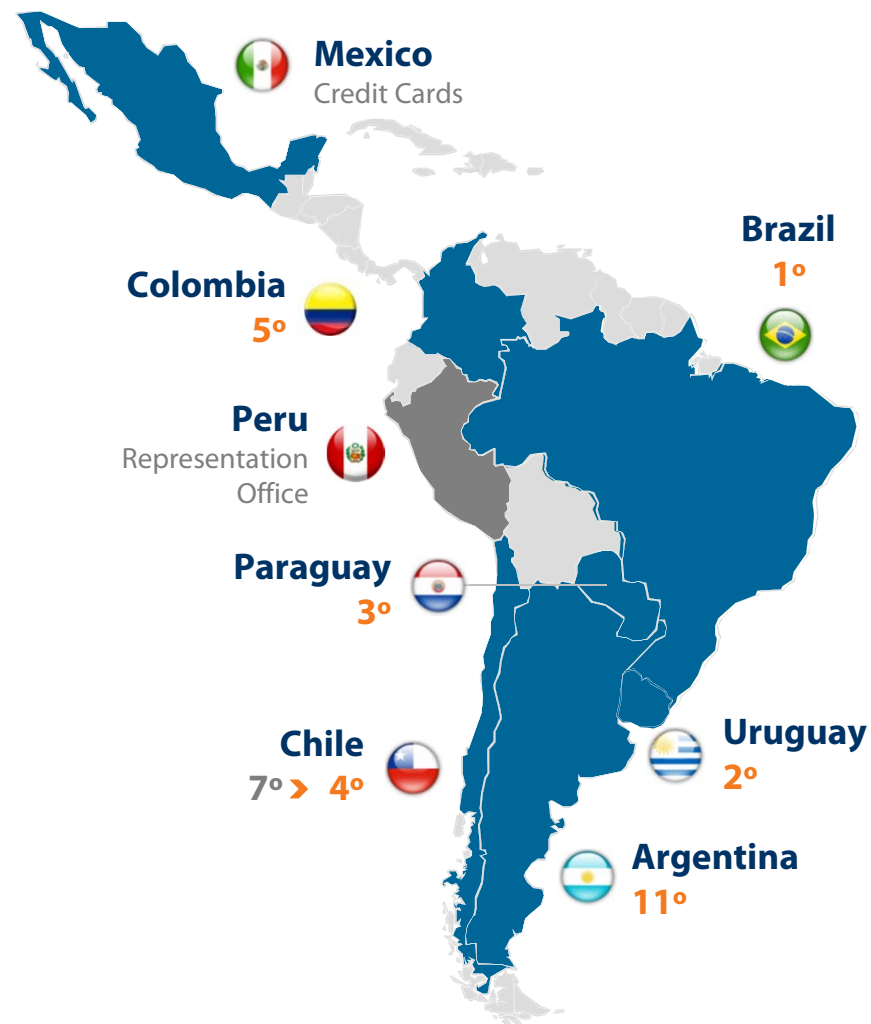 Mexico
Credit Cards
Brazil
1º
Colombia
5º
Peru
Representation
Office
Paraguay
3º
Chile
7º > 4º
Uruguay
2º
Argentina
11º